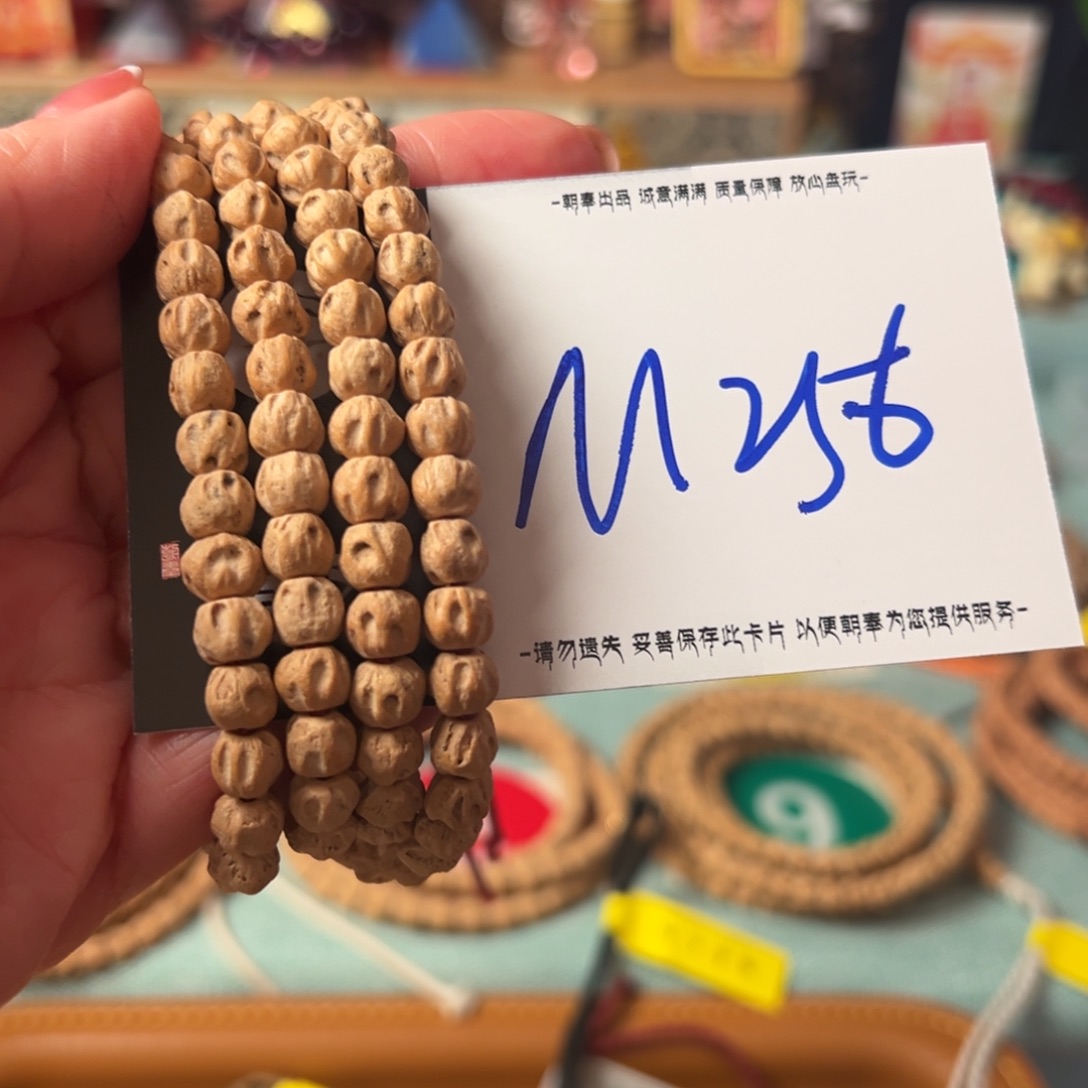 -朝奉出品 诚意满满 质量保障 放心盘玩-
M256
-请勿遗失 妥善保存此卡片 以便朝奉为您提供服务-
9